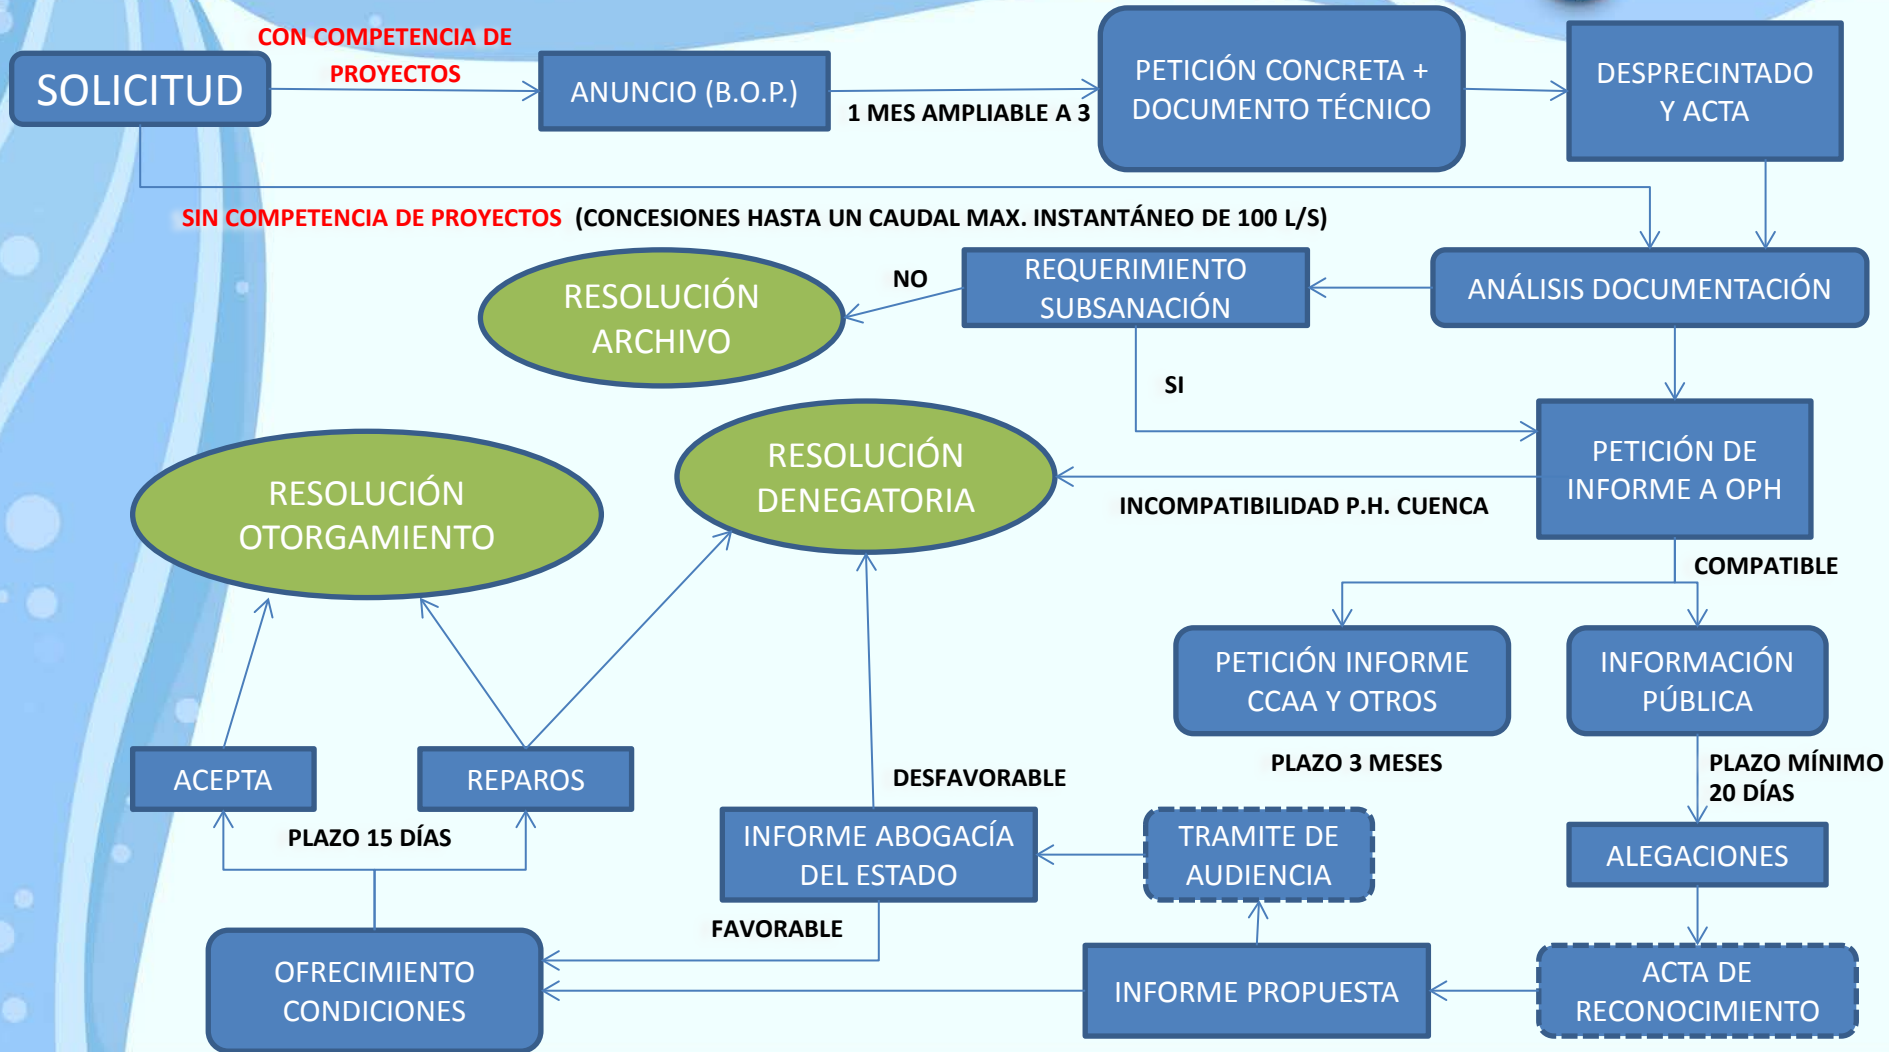 CON COMPETENCIA DE
PROYECTOS
SOLICITUD
ANUNCIO (B.O.P.)
1 MES AMPLIABLE A 3
PETICIÓN CONCRETA +
DOCUMENTO TÉCNICO
DESPRECINTADO
Y ACTA
SIN COMPETENCIA DE PROYECTOS (CONCESIONES HASTA UN CAUDAL MAX. INSTANTÁNEO DE 100 L/S)
RESOLUCIÓN
ARCHIVO
NO
REQUERIMIENTO
SUBSANACIÓN
ANÁLISIS DOCUMENTACIÓN
SI
RESOLUCIÓN
OTORGAMIENTO
RESOLUCIÓN
DENEGATORIA
INCOMPATIBILIDAD P.H. CUENCA
PETICIÓN DE
INFORME A OPH
COMPATIBLE
PETICIÓN INFORME
CCAA Y OTROS
INFORMACIÓN
PÚBLICA
PLAZO 3 MESES
PLAZO MÍNIMO
20 DÍAS
ACEPTA
REPAROS
DESFAVORABLE
PLAZO 15 DÍAS
INFORME ABOGACÍA
DEL ESTADO
TRAMITE DE
AUDIENCIA
ALEGACIONES
FAVORABLE
OFRECIMIENTO
CONDICIONES
INFORME PROPUESTA
ACTA DE
RECONOCIMIENTO